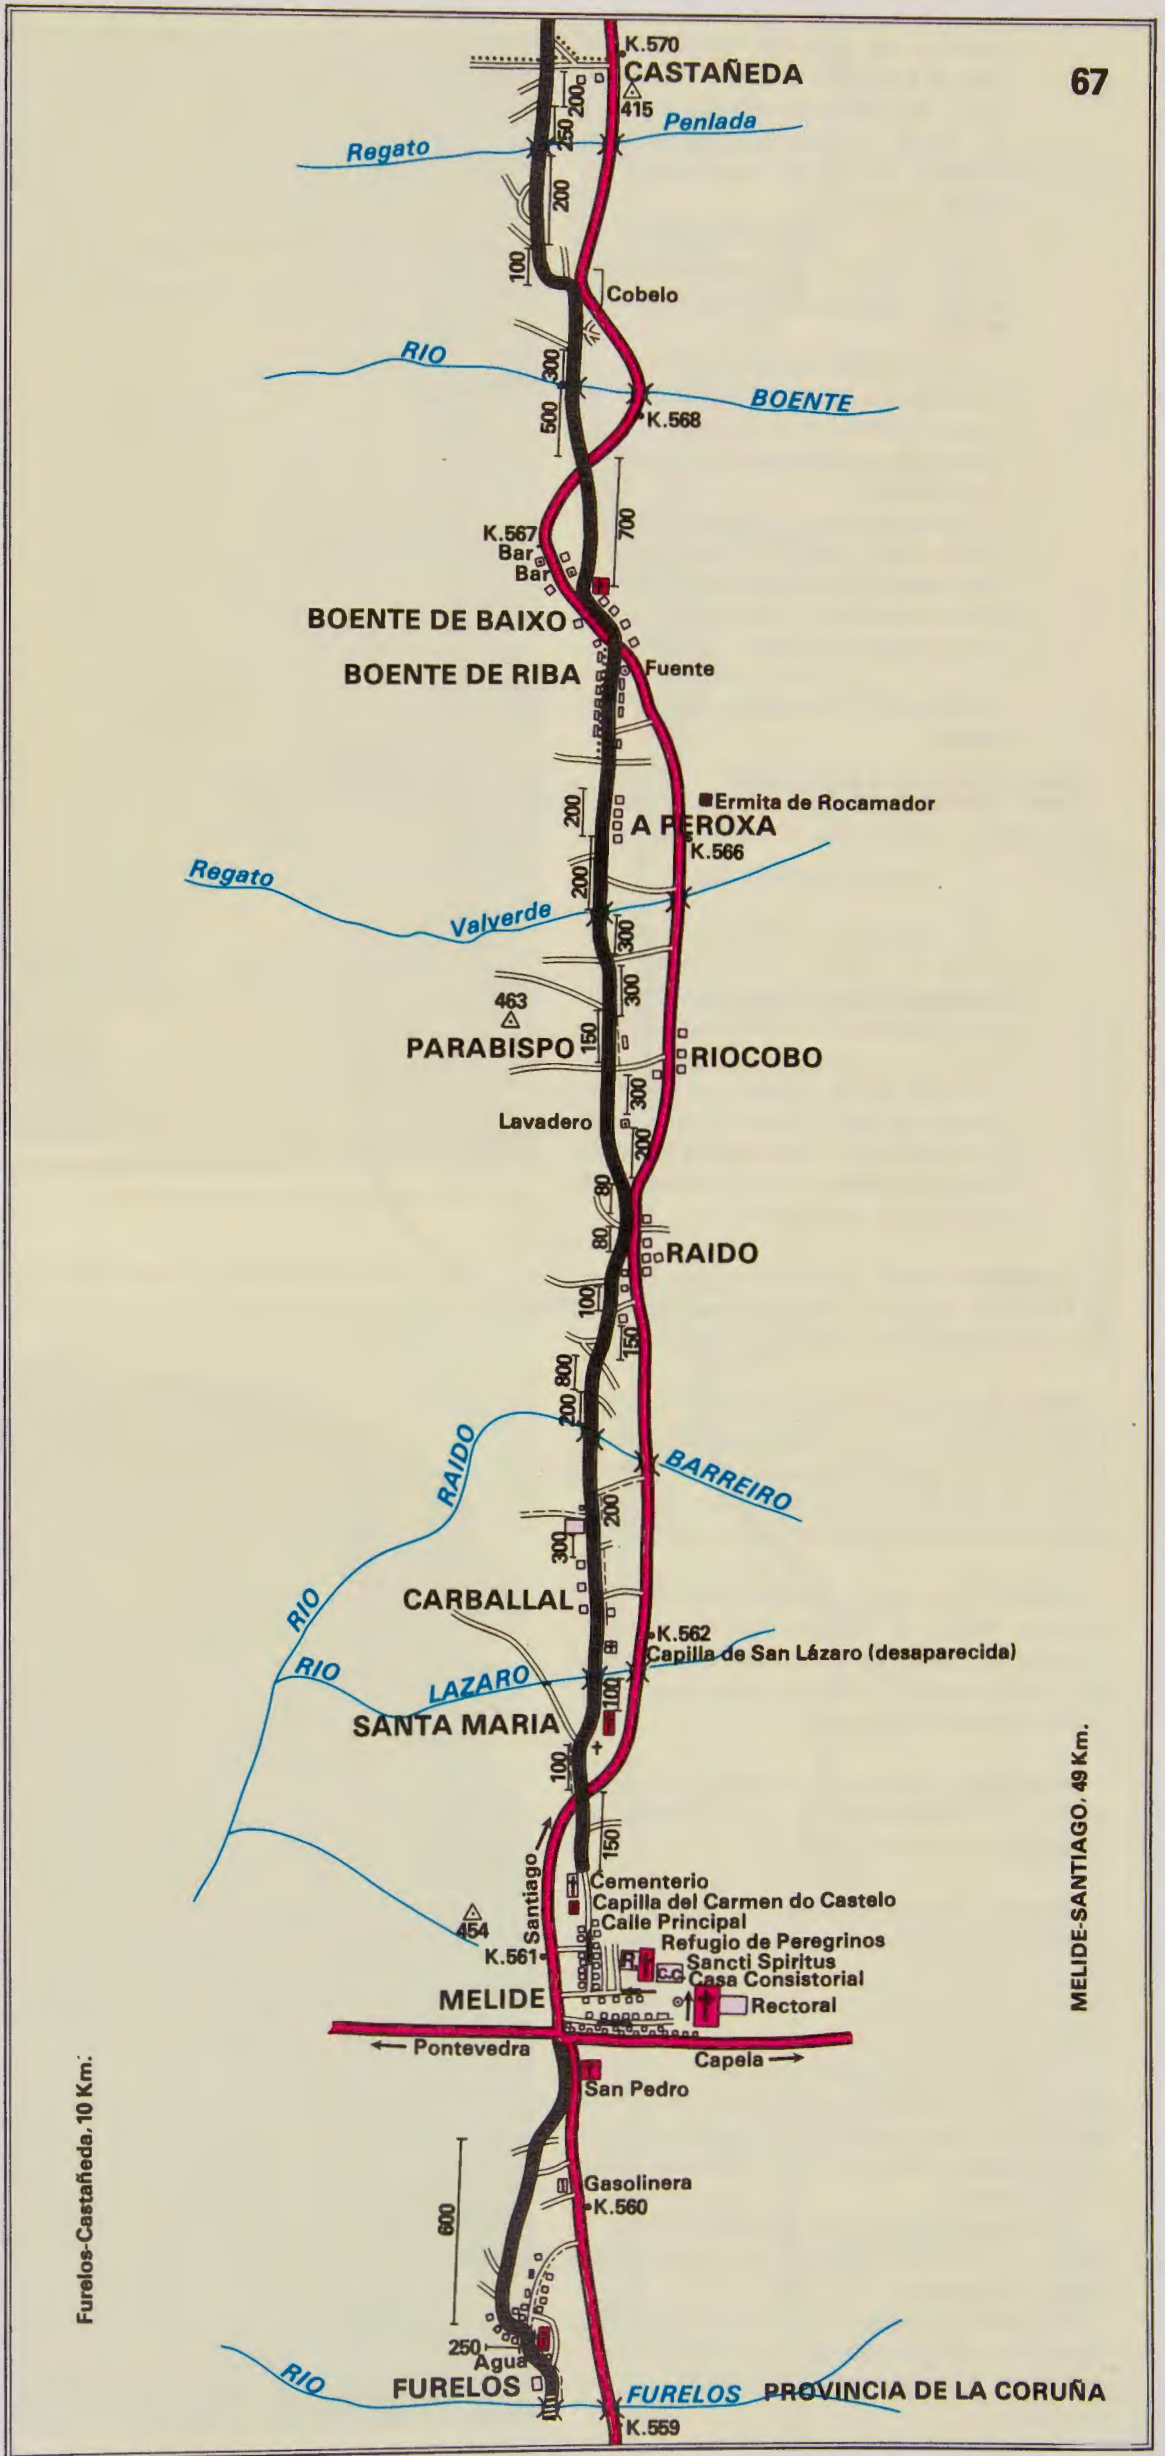 67
K.570
CASTAÑEDA
415
200
250
Regato
Penlada
200
100
Cobelo
RIO
BOENTE
300
500
K.568
700
K.567
Bar
Bar
BOENTE DE BAIXO
BOENTE DE RIBA
Fuente
200
Ermita de Rocamador
A PEROXA
K.566
200
Regato
Valverde
300
300
463
150
PARABISPO
RIOCOBO
300
Lavadero
200
80
80
RAIDO
100
150
800
200
RIO
RAIDO
BARREIRO
200
300
CARBALLAL
K.562
Capilla de San Lázaro (desaparecida)
RIO
LAZARO
100
SANTA MARIA
100
150
Santiago
Cementerio
Capilla del Carmen do Castelo
Calle Principal
454
K.561
Refugio de Peregrinos
R.
Sancti Spiritus
C.C.
Casa Consistorial
MELIDE
Rectoral
Pontevedra
Capela
San Pedro
Gasolinera
K.560
600
250
Agua
FURELOS
RIO
FURELOS
PROVINCIA DE LA CORUÑA
K.559
MELIDE-SANTIAGO, 49 Km.
Furelos-Castañeda, 10 Km.